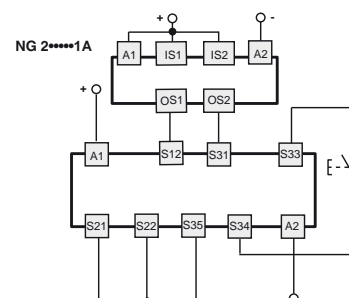 + -
NG 2•••••1A
A1 IS1 IS2 A2
OS1 OS2
+
A1 S12 S31 S33
S21 S22 S35 S34 A2